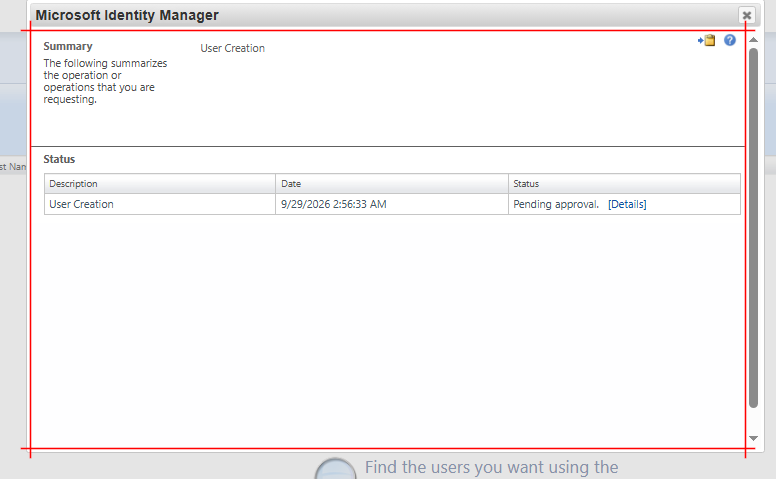 Microsoft Identity Manager
Summary
The following summarizes
the operation or
operations that you are
requesting.
User Creation
Status
Description Date Status
User Creation 9/29/2026 2:56:33 AM Pending approval. [Details]
st Nam
Find the users you want using the